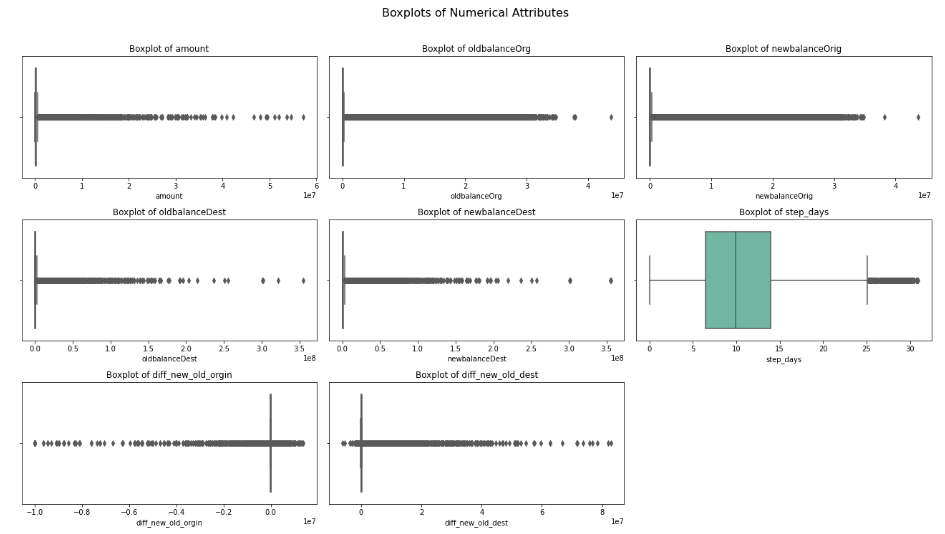 Boxplots of Numerical Attributes
Boxplot of amount
0 1 2 3 4 5 6
1e7
amount
Boxplot of oldbalanceOrg
0 1 2 3 4
1e7
oldbalanceOrg
Boxplot of newbalanceOrig
0 1 2 3 4
1e7
newbalanceOrig
Boxplot of oldbalanceDest
0.0 0.5 1.0 1.5 2.0 2.5 3.0 3.5
1e8
oldbalanceDest
Boxplot of newbalanceDest
0.0 0.5 1.0 1.5 2.0 2.5 3.0 3.5
1e8
newbalanceDest
Boxplot of step_days
0 5 10 15 20 25 30
step_days
Boxplot of diff_new_old_orgin
−1.0 −0.8 −0.6 −0.4 −0.2 0.0
1e7
diff_new_old_orgin
Boxplot of diff_new_old_dest
0 2 4 6 8
1e7
diff_new_old_dest